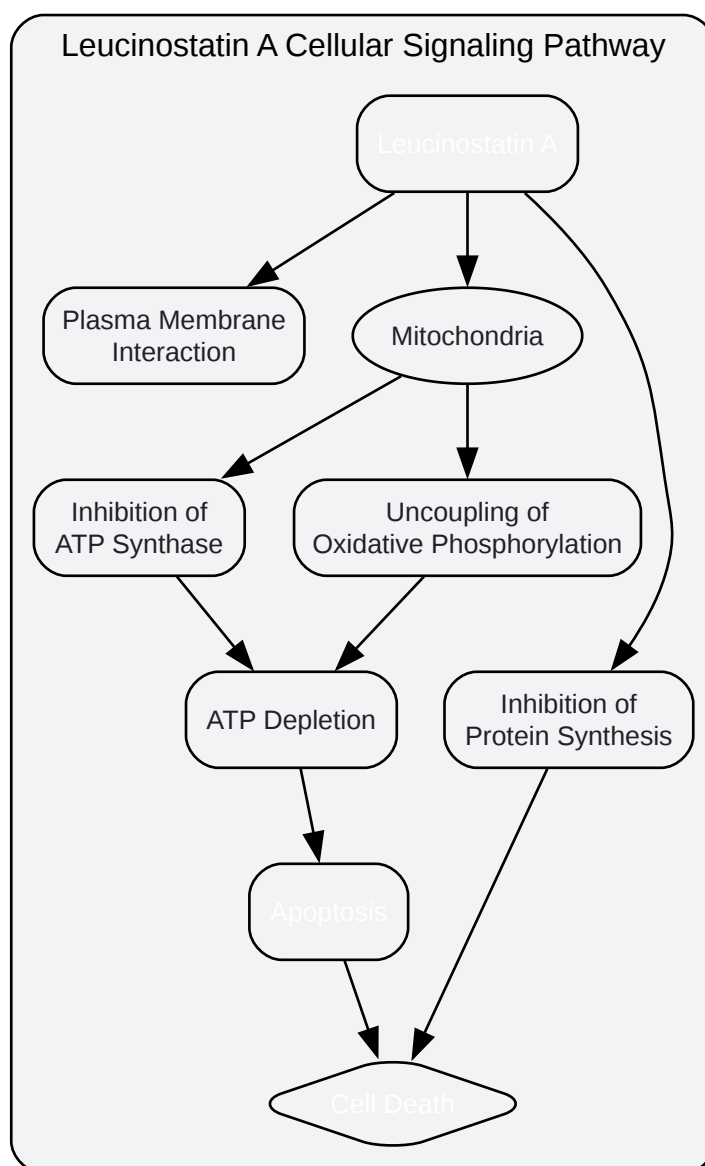 Leucinostatin A Cellular Signaling Pathway
Leucinostatin A
Plasma Membrane
Interaction
Mitochondria
Inhibition of
ATP Synthase
Uncoupling of
Oxidative Phosphorylation
ATP Depletion
Inhibition of
Protein Synthesis
Apoptosis
Cell Death